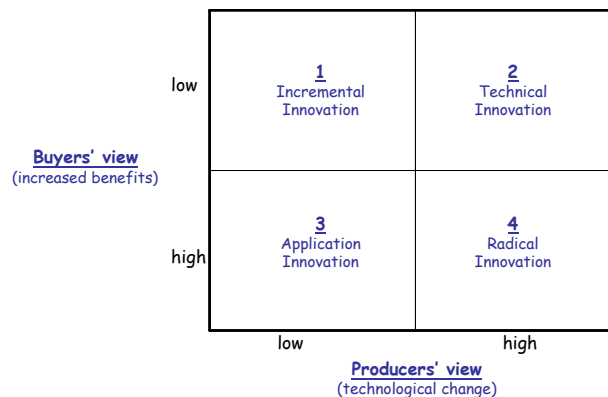 1
Incremental
Innovation
2
Technical
Innovation
low
Buyers' view
(increased benefits)
3
Application
Innovation
4
Radical
Innovation
high
low
high
Producers' view
(technological change)